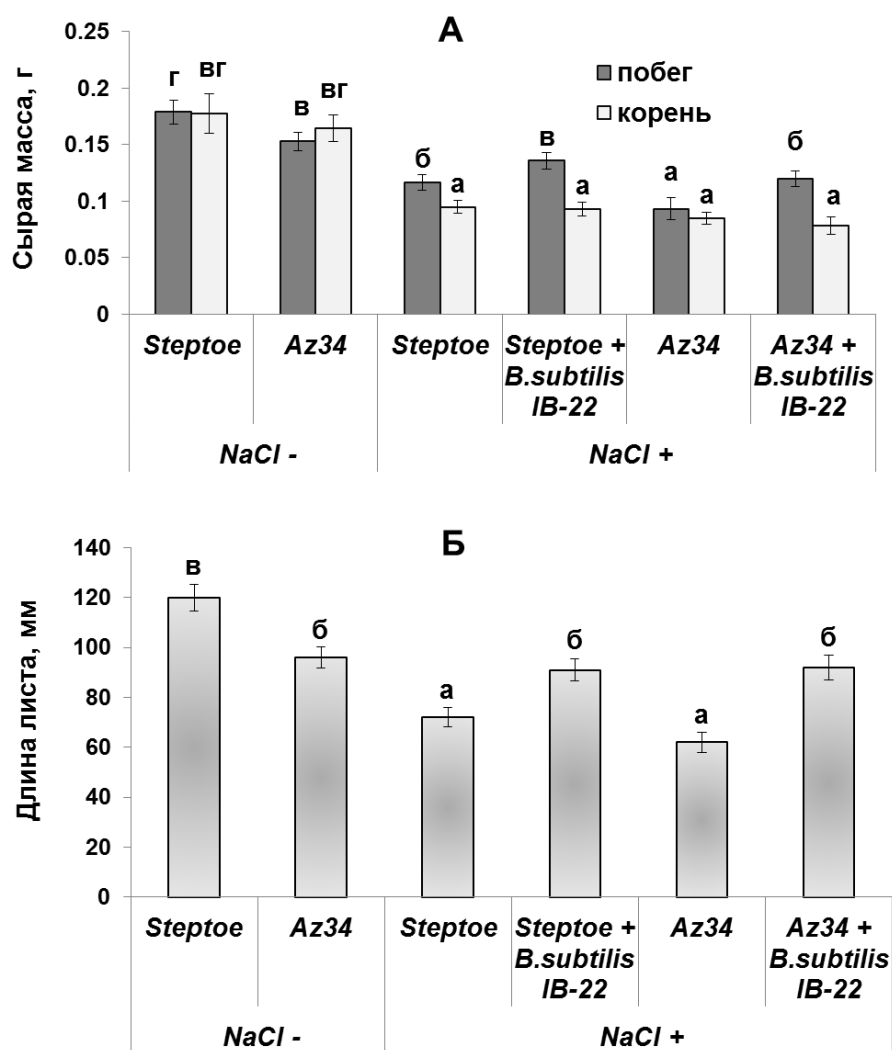 А
Сырая масса, г
0.25
0.2
0.15
0.1
0.05
0
побег
корень
г вг в вг б а в а а а б а
Steptoe Az34 Steptoe Steptoe + Az34 Az34 +
B.subtilis B.subtilis
IB-22 IB-22
NaCl - NaCl +
Б
Длина листа, мм
140
120
100
80
60
40
20
0
в б а б а б
Steptoe Az34 Steptoe Steptoe + Az34 Az34 +
B.subtilis B.subtilis
IB-22 IB-22
NaCl - NaCl +